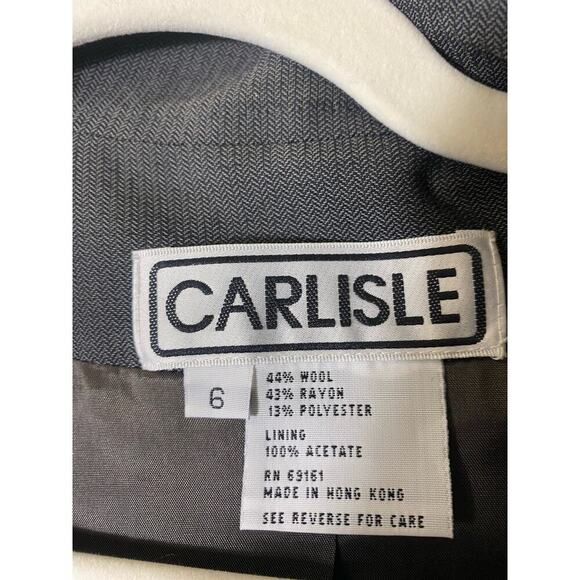 CARLISLE
6
44% WOOL
43% RAYON
13% POLYESTER
LINING
100% ACETATE
RN 69161
MADE IN HONG KONG
SEE REVERSE FOR CARE